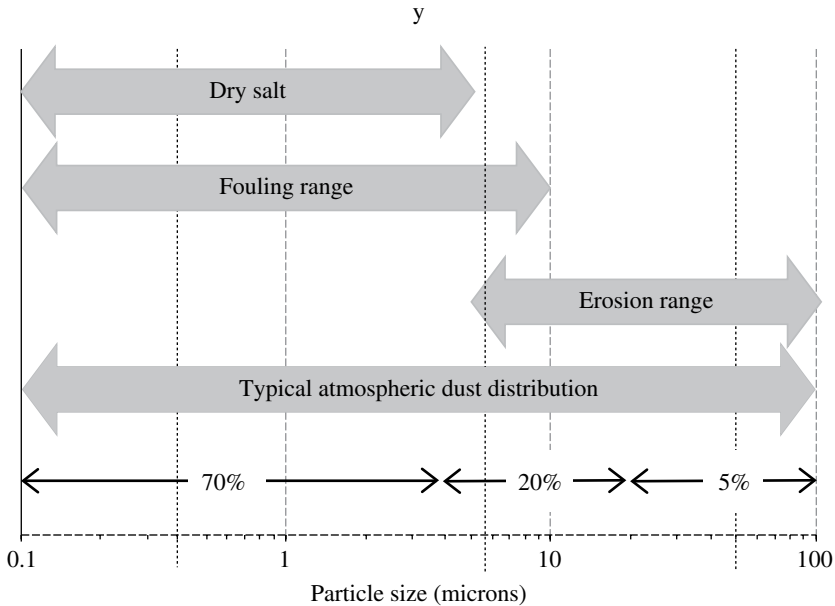 y
Dry salt
Fouling range
Erosion range
Typical atmospheric dust distribution
70% 20% 5%
0.1 1 10 100
Particle size (microns)